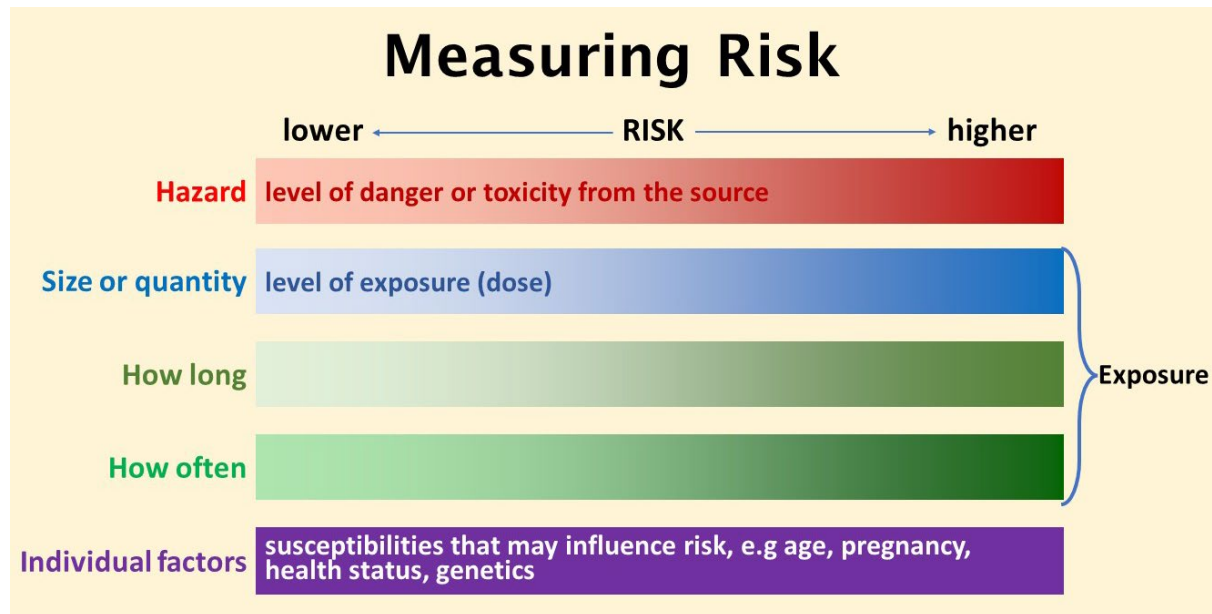 Measuring Risk
lower RISK higher
Hazard level of danger or toxicity from the source
Size or quantity level of exposure (dose)
How long
Exposure
How often
Individual factors susceptibilities that may influence risk, e.g age, pregnancy,
health status, genetics